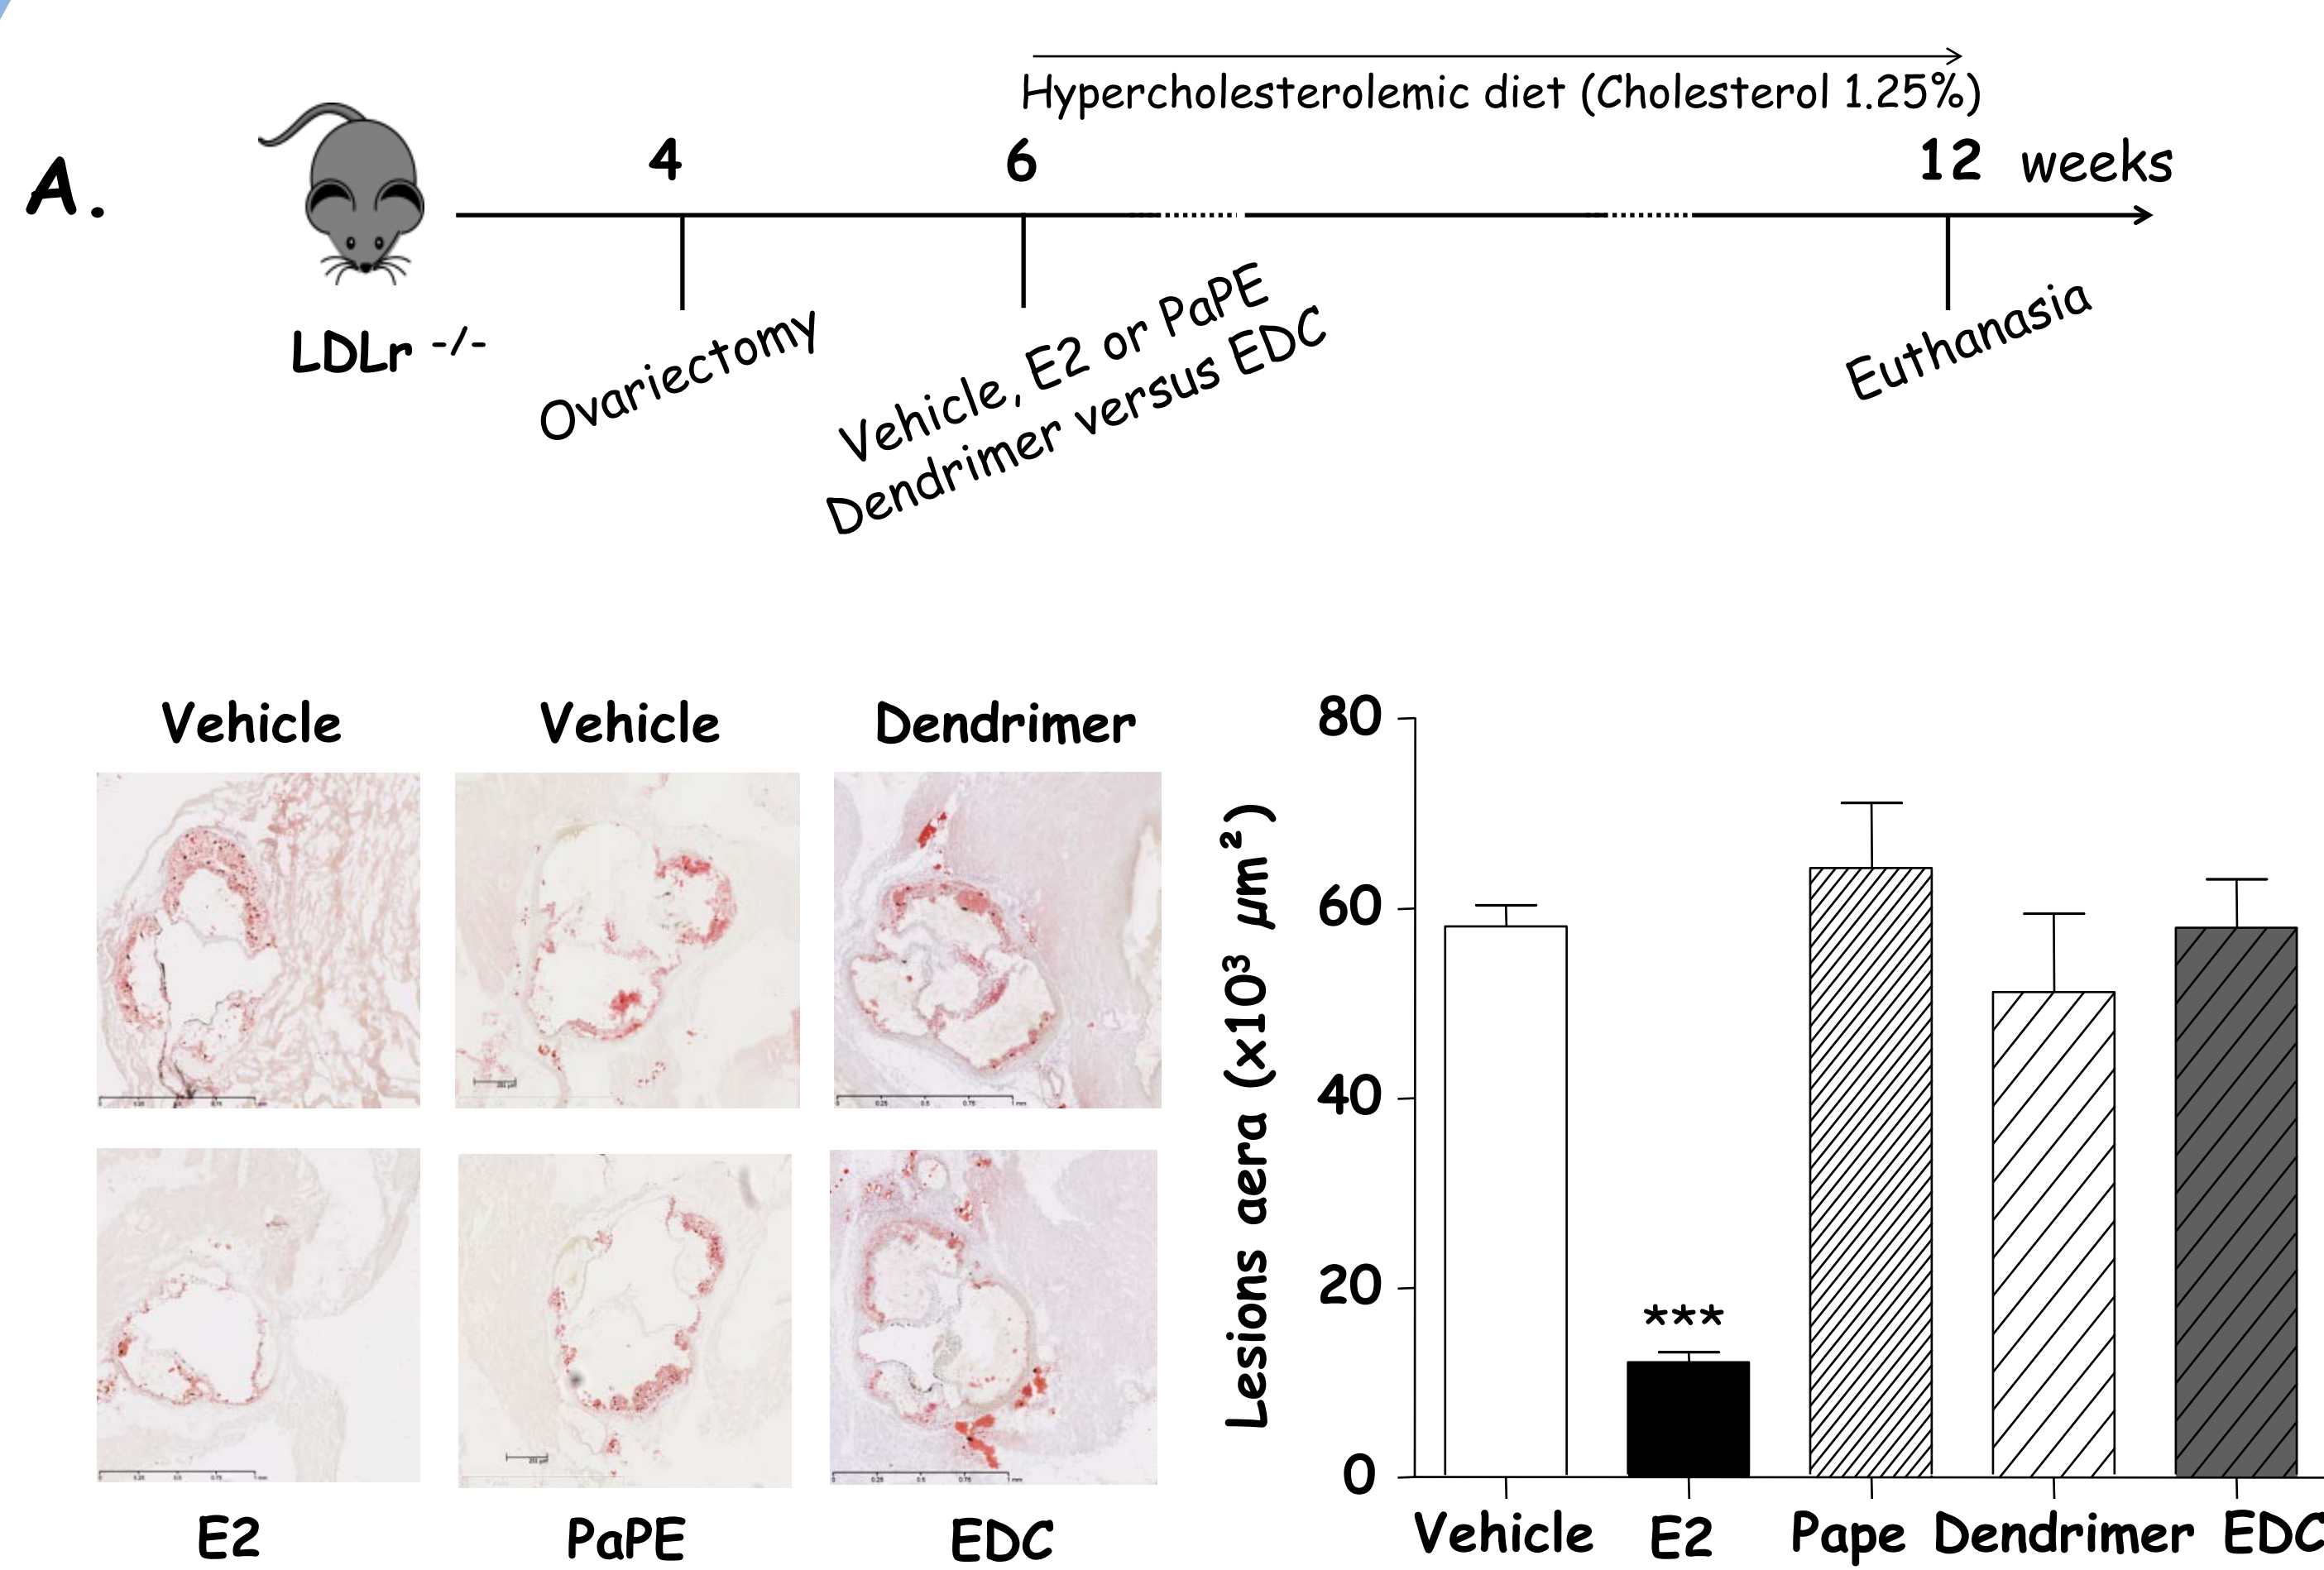 Hypercholesterolemic diet (Cholesterol 1.25%)
A.
4
6
12 weeks
LDLr -/-
Ovariectomy
Vehicle, E2 or PaPE
Dendrimer versus EDC
Euthanasia
Vehicle
Vehicle
Dendrimer
E2
PaPE
EDC
Lesions aera (x10³ µm²)
80
60
40
20
0
***
Vehicle
E2
Pape
Dendrimer
EDC